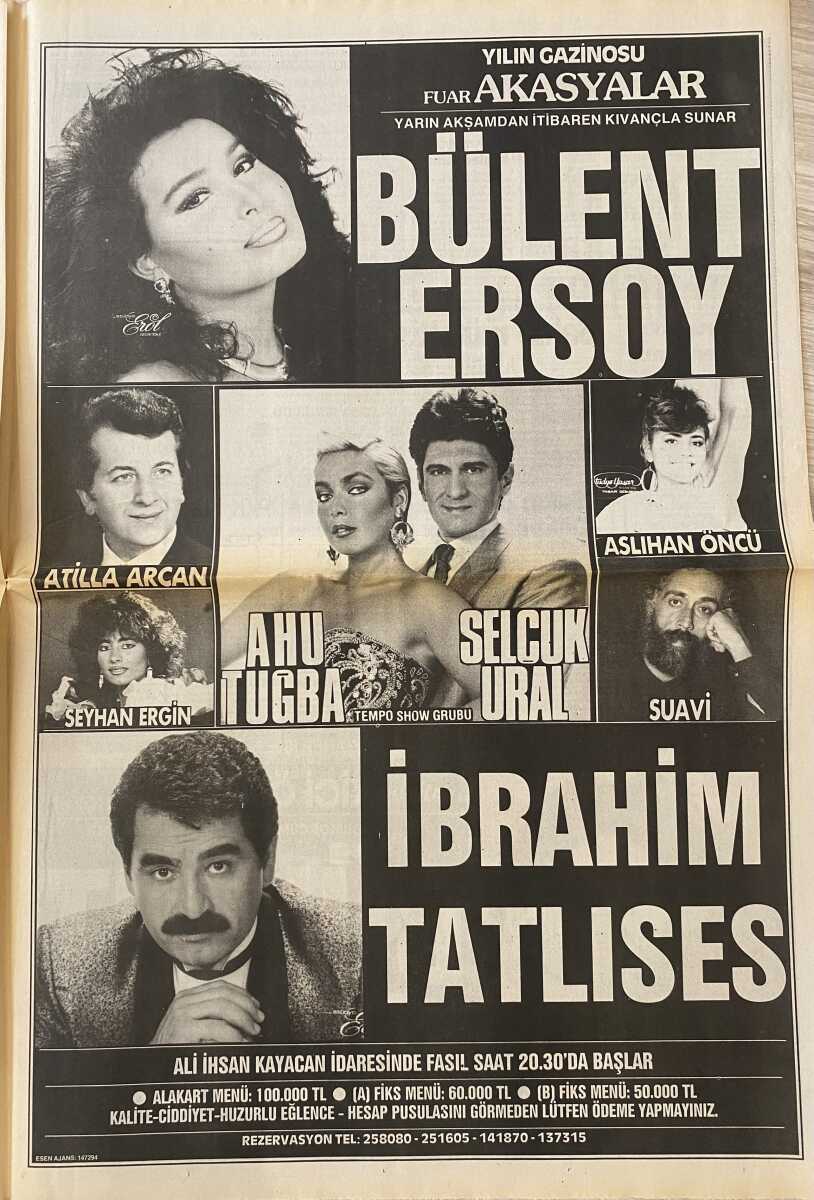 YILIN GAZİNOSU
FUAR AKASYALAR
YARIN AKŞAMDAN İTİBAREN KIVANÇLA SUNAR
BÜLENT
ERSOY
Erol
ATİLLA ARCAN
SEYHAN ERGİN
AHU
TUĞBA
TEMPO SHOW GRUBU
SELÇUK
URAL
ASLIHAN ÖNCÜ
SUAVİ
İBRAHİM
TATLISES
ALİ İHSAN KAYACAN İDARESİNDE FASIL SAAT 20.30'DA BAŞLAR
● ALAKART MENÜ: 100.000 TL ● (A) FİKS MENÜ: 60.000 TL ● (B) FİKS MENÜ: 50.000 TL
KALİTE-CİDDİYET-HUZURLU EĞLENCE - HESAP PUSULASINI GÖRMEDEN LÜTFEN ÖDEME YAPMAYINIZ.
REZERVASYON TEL: 258080 - 251605 - 141870 - 137315
ESEN AJANS: 147294